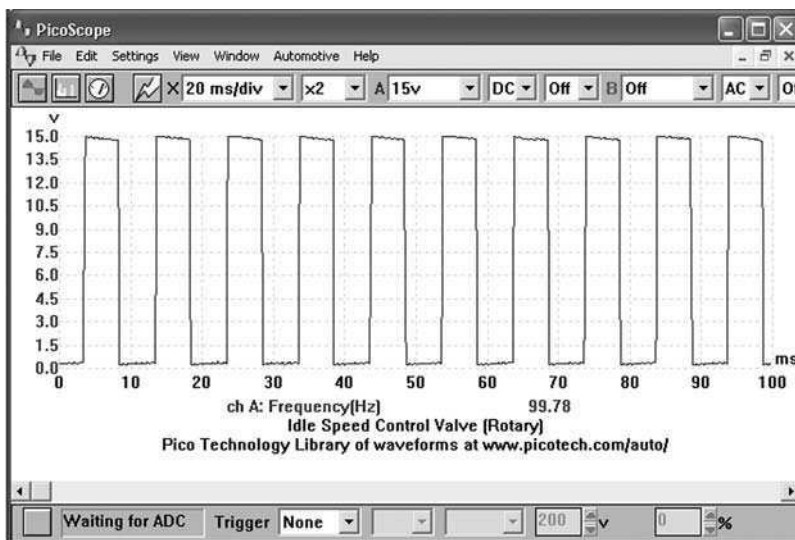 PicoScope
File Edit Settings View Window Automotive Help
X 20 ms/div x2 A 15v DC Off B Off AC
v
15.0
13.5
12.0
10.5
9.0
7.5
6.0
4.5
3.0
1.5
0.0
ms
0 10 20 30 40 50 60 70 80 90 100
ch A: Frequency(Hz) 99.78
Idle Speed Control Valve (Rotary)
Pico Technology Library of waveforms at www.picotech.com/auto/
Waiting for ADC Trigger None 200 v 0 %